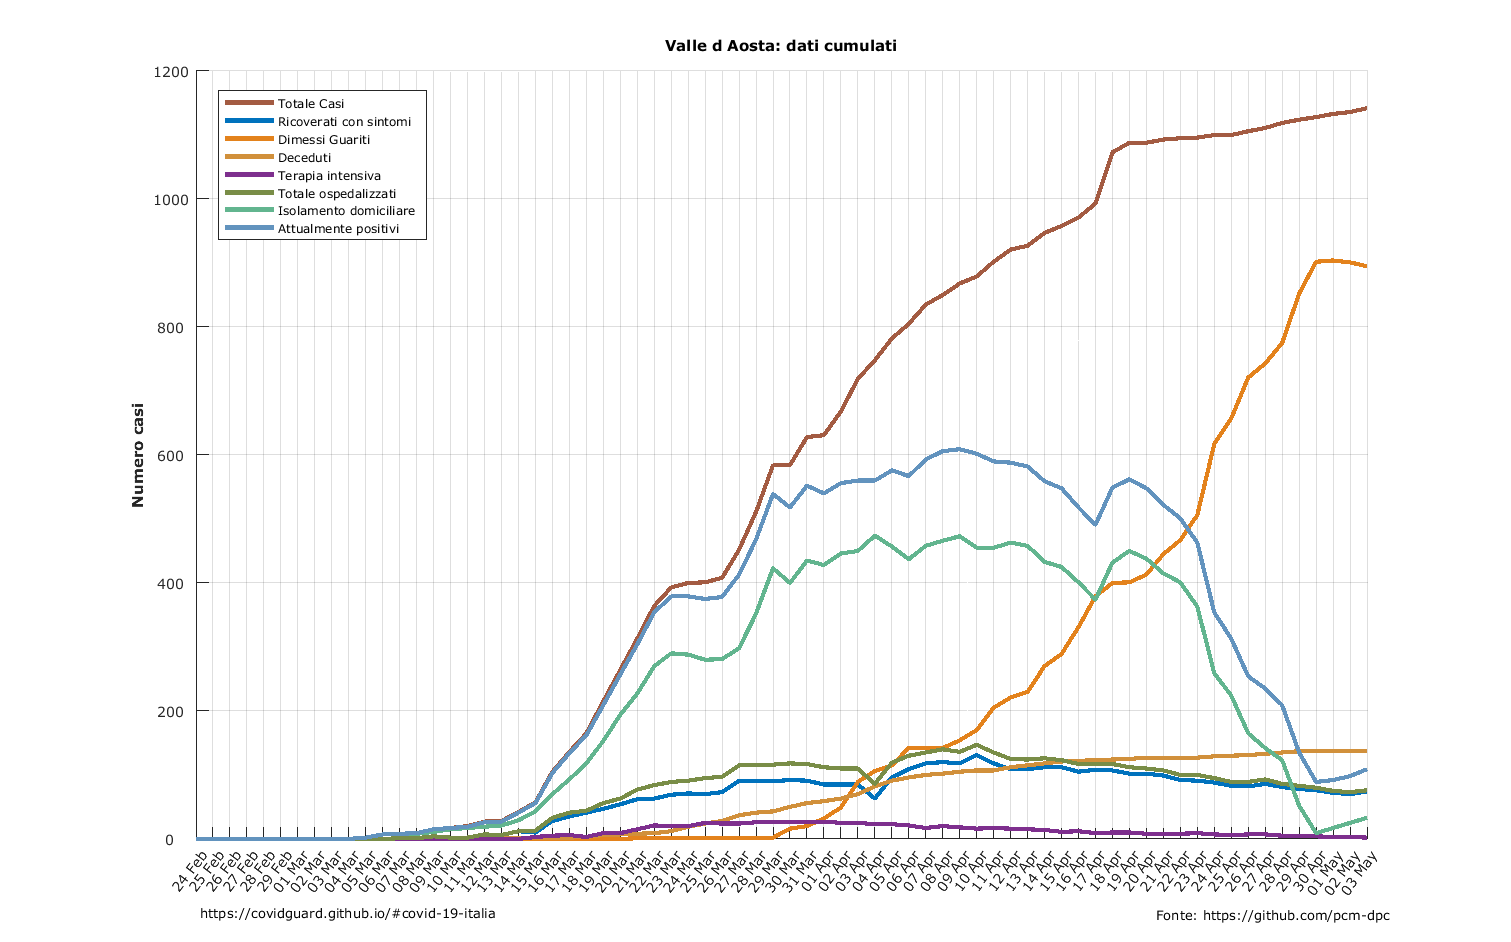 Valle d Aosta: dati cumulati
1200
1000
800
600
400
200
0
Numero casi
Totale Casi
Ricoverati con sintomi
Dimessi Guariti
Deceduti
Terapia intensiva
Totale ospedalizzati
Isolamento domiciliare
Attualmente positivi
24 Feb
25 Feb
26 Feb
27 Feb
28 Feb
29 Feb
01 Mar
02 Mar
03 Mar
04 Mar
05 Mar
06 Mar
07 Mar
08 Mar
09 Mar
10 Mar
11 Mar
12 Mar
13 Mar
14 Mar
15 Mar
16 Mar
17 Mar
18 Mar
19 Mar
20 Mar
21 Mar
22 Mar
23 Mar
24 Mar
25 Mar
26 Mar
27 Mar
28 Mar
29 Mar
30 Mar
31 Mar
01 Apr
02 Apr
03 Apr
04 Apr
05 Apr
06 Apr
07 Apr
08 Apr
09 Apr
10 Apr
11 Apr
12 Apr
13 Apr
14 Apr
15 Apr
16 Apr
17 Apr
18 Apr
19 Apr
20 Apr
21 Apr
22 Apr
23 Apr
24 Apr
25 Apr
26 Apr
27 Apr
28 Apr
29 Apr
30 Apr
01 May
02 May
03 May
https://covidguard.github.io/#covid-19-italia
Fonte: https://github.com/pcm-dpc